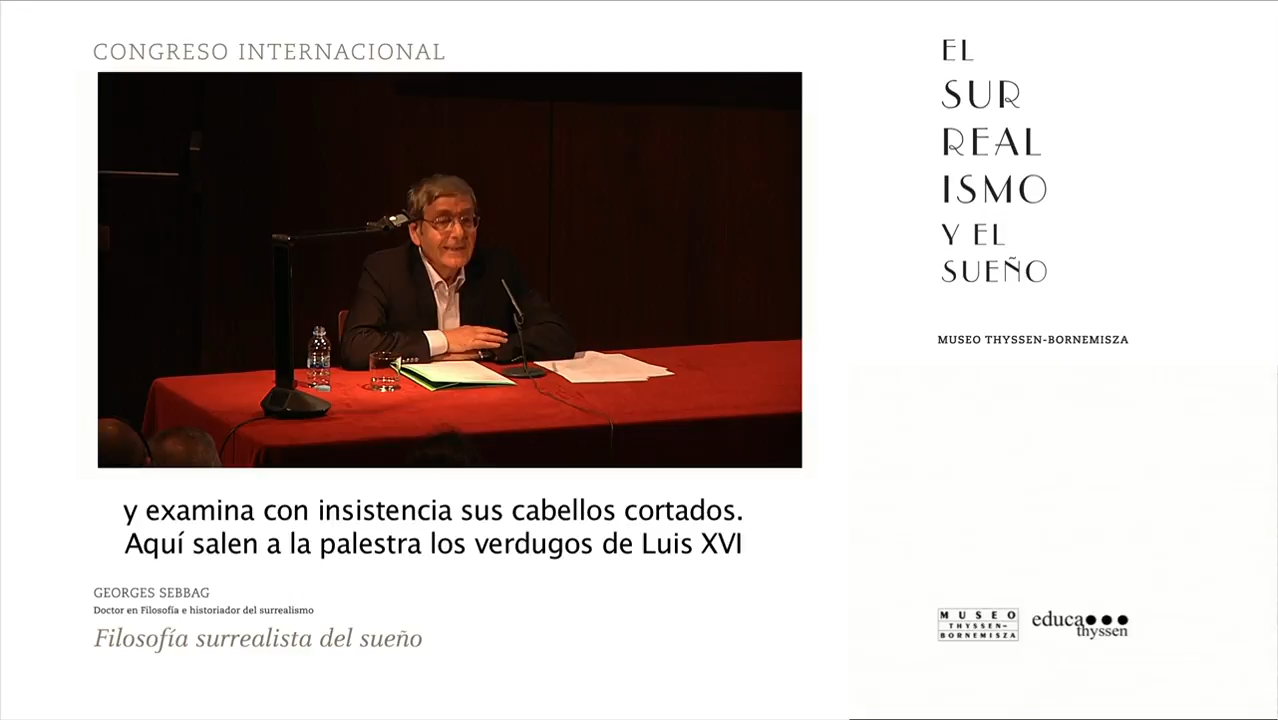 CONGRESO INTERNACIONAL
EL
SUR
REAL
ISMO
Y EL
SUEÑO
MUSEO THYSSEN-BORNEMISZA
y examina con insistencia sus cabellos cortados.
Aquí salen a la palestra los verdugos de Luis XVI
GEORGES SEBBAG
Doctor en Filosofía e historiador del surrealismo
Filosofía surrealista del sueño
MUSEO
THYSSEN-
BORNEMISZA
educa
thyssen